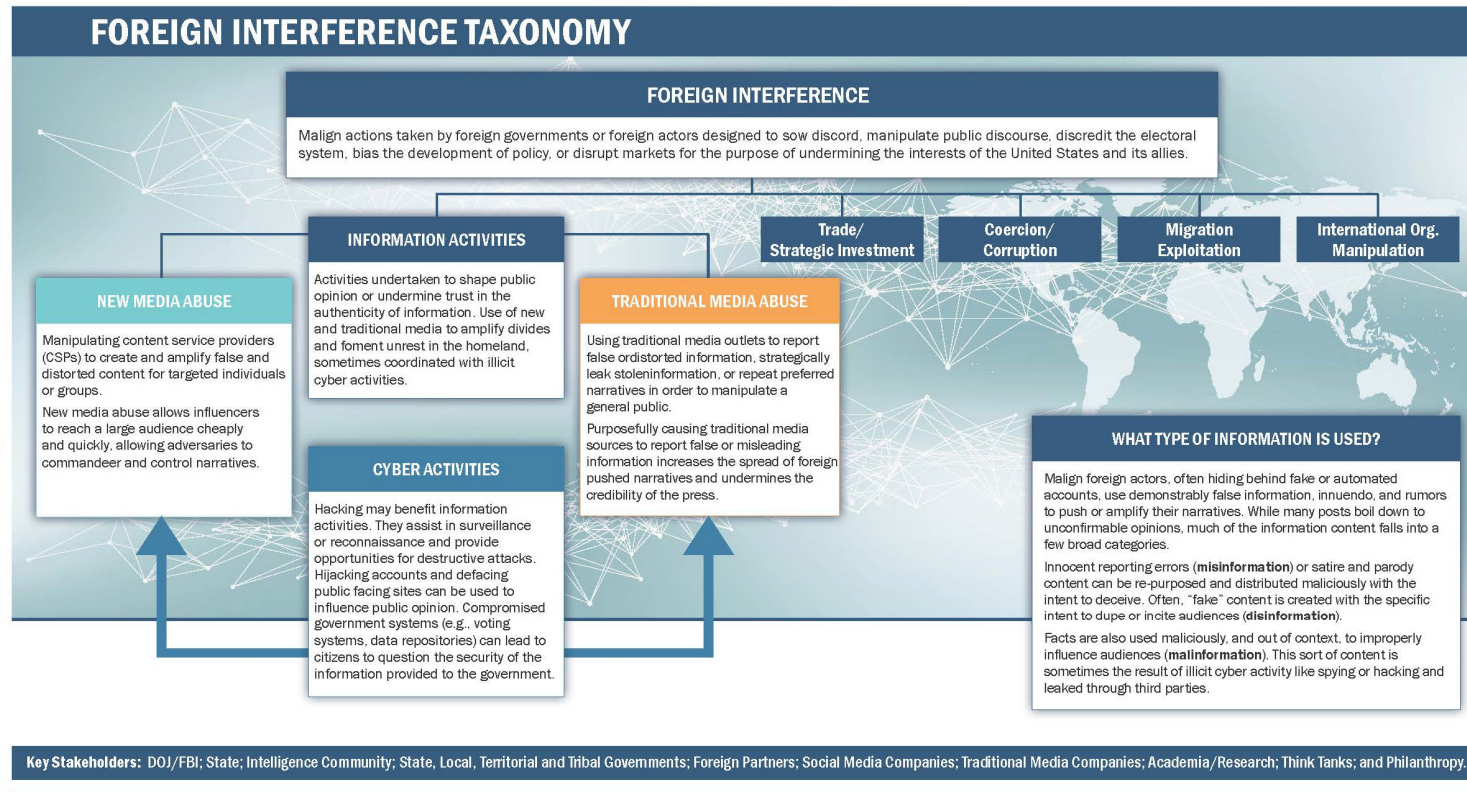 FOREIGN INTERFERENCE TAXONOMY
FOREIGN INTERFERENCE
Malign actions taken by foreign governments or foreign actors designed to sow discord, manipulate public discourse, discredit the electoral
system, bias the development of policy, or disrupt markets for the purpose of undermining the interests of the United States and its allies.
INFORMATION ACTIVITIES
Activities undertaken to shape public
opinion or undermine trust in the
authenticity of information. Use of new
and traditional media to amplify divides
and foment unrest in the homeland,
sometimes coordinated with illicit
cyber activities.
Trade/
Strategic Investment
Coercion/
Corruption
Migration
Exploitation
International Org.
Manipulation
NEW MEDIA ABUSE
Manipulating content service providers
(CSPs) to create and amplify false and
distorted content for targeted individuals
or groups.
New media abuse allows influencers
to reach a large audience cheaply
and quickly, allowing adversaries to
commandeer and control narratives.
TRADITIONAL MEDIA ABUSE
Using traditional media outlets to report
false ordistorted information, strategically
leak stoleninformation, or repeat preferred
narratives in order to manipulate a
general public.
Purposefully causing traditional media
sources to report false or misleading
information increases the spread of foreign
pushed narratives and undermines the
credibility of the press.
CYBER ACTIVITIES
Hacking may benefit information
activities. They assist in surveillance
or reconnaissance and provide
opportunities for destructive attacks.
Hijacking accounts and defacing
public facing sites can be used to
influence public opinion. Compromised
government systems (e.g., voting
systems, data repositories) can lead to
citizens to question the security of the
information provided to the government.
WHAT TYPE OF INFORMATION IS USED?
Malign foreign actors, often hiding behind fake or automated
accounts, use demonstrably false information, innuendo, and rumors
to push or amplify their narratives. While many posts boil down to
unconfirmable opinions, much of the information content falls into a
few broad categories.
Innocent reporting errors (misinformation) or satire and parody
content can be re-purposed and distributed maliciously with the
intent to deceive. Often, “fake” content is created with the specific
intent to dupe or incite audiences (disinformation).
Facts are also used maliciously, and out of context, to improperly
influence audiences (malinformation). This sort of content is
sometimes the result of illicit cyber activity like spying or hacking and
leaked through third parties.
Key Stakeholders: DOJ/FBI; State; Intelligence Community; State, Local, Territorial and Tribal Governments; Foreign Partners; Social Media Companies; Traditional Media Companies; Academia/Research; Think Tanks; and Philanthropy.